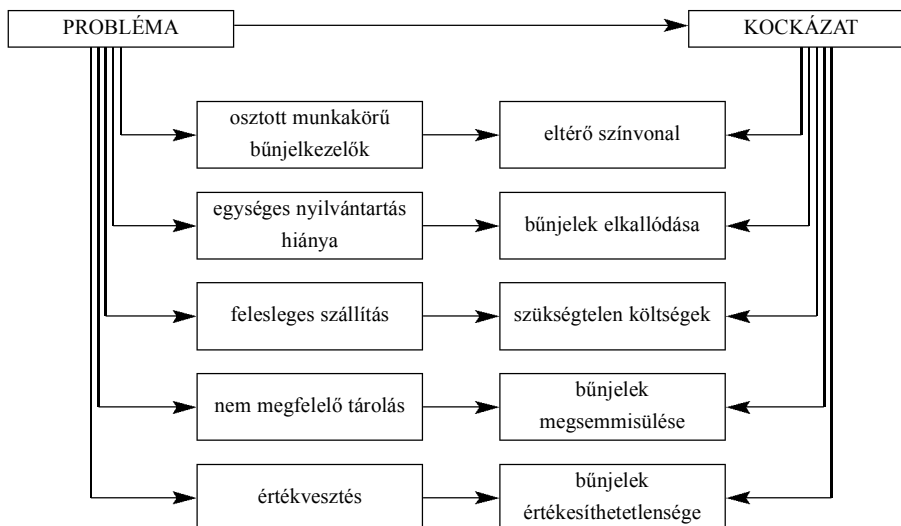 PROBLÉMA
KOCKÁZAT
osztott munkakörű
bűnjelkezelők
eltérő színvonal
egységes nyilvántartás
hiánya
bűnjelek elkallódása
felesleges szállítás
szükségtelen költségek
nem megfelelő tárolás
bűnjelek
megsemmisülése
értékvesztés
bűnjelek
értékesíthetetlensége